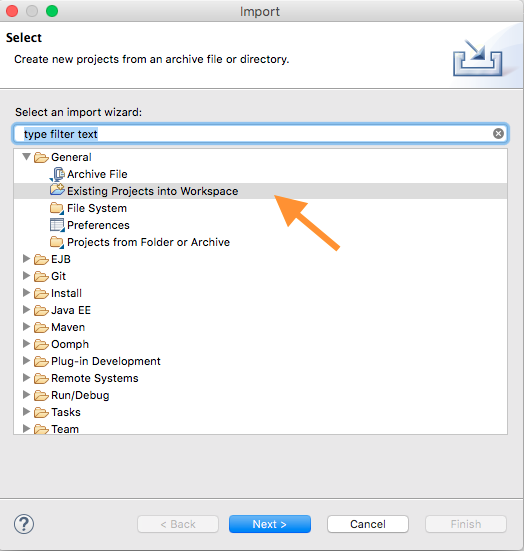 Import
Select
Create new projects from an archive file or directory.
Select an import wizard:
type filter text
General
Archive File
Existing Projects into Workspace
File System
Preferences
Projects from Folder or Archive
EJB
Git
Install
Java EE
Maven
Oomph
Plug-in Development
Remote Systems
Run/Debug
Tasks
Team
? < Back Next > Cancel Finish